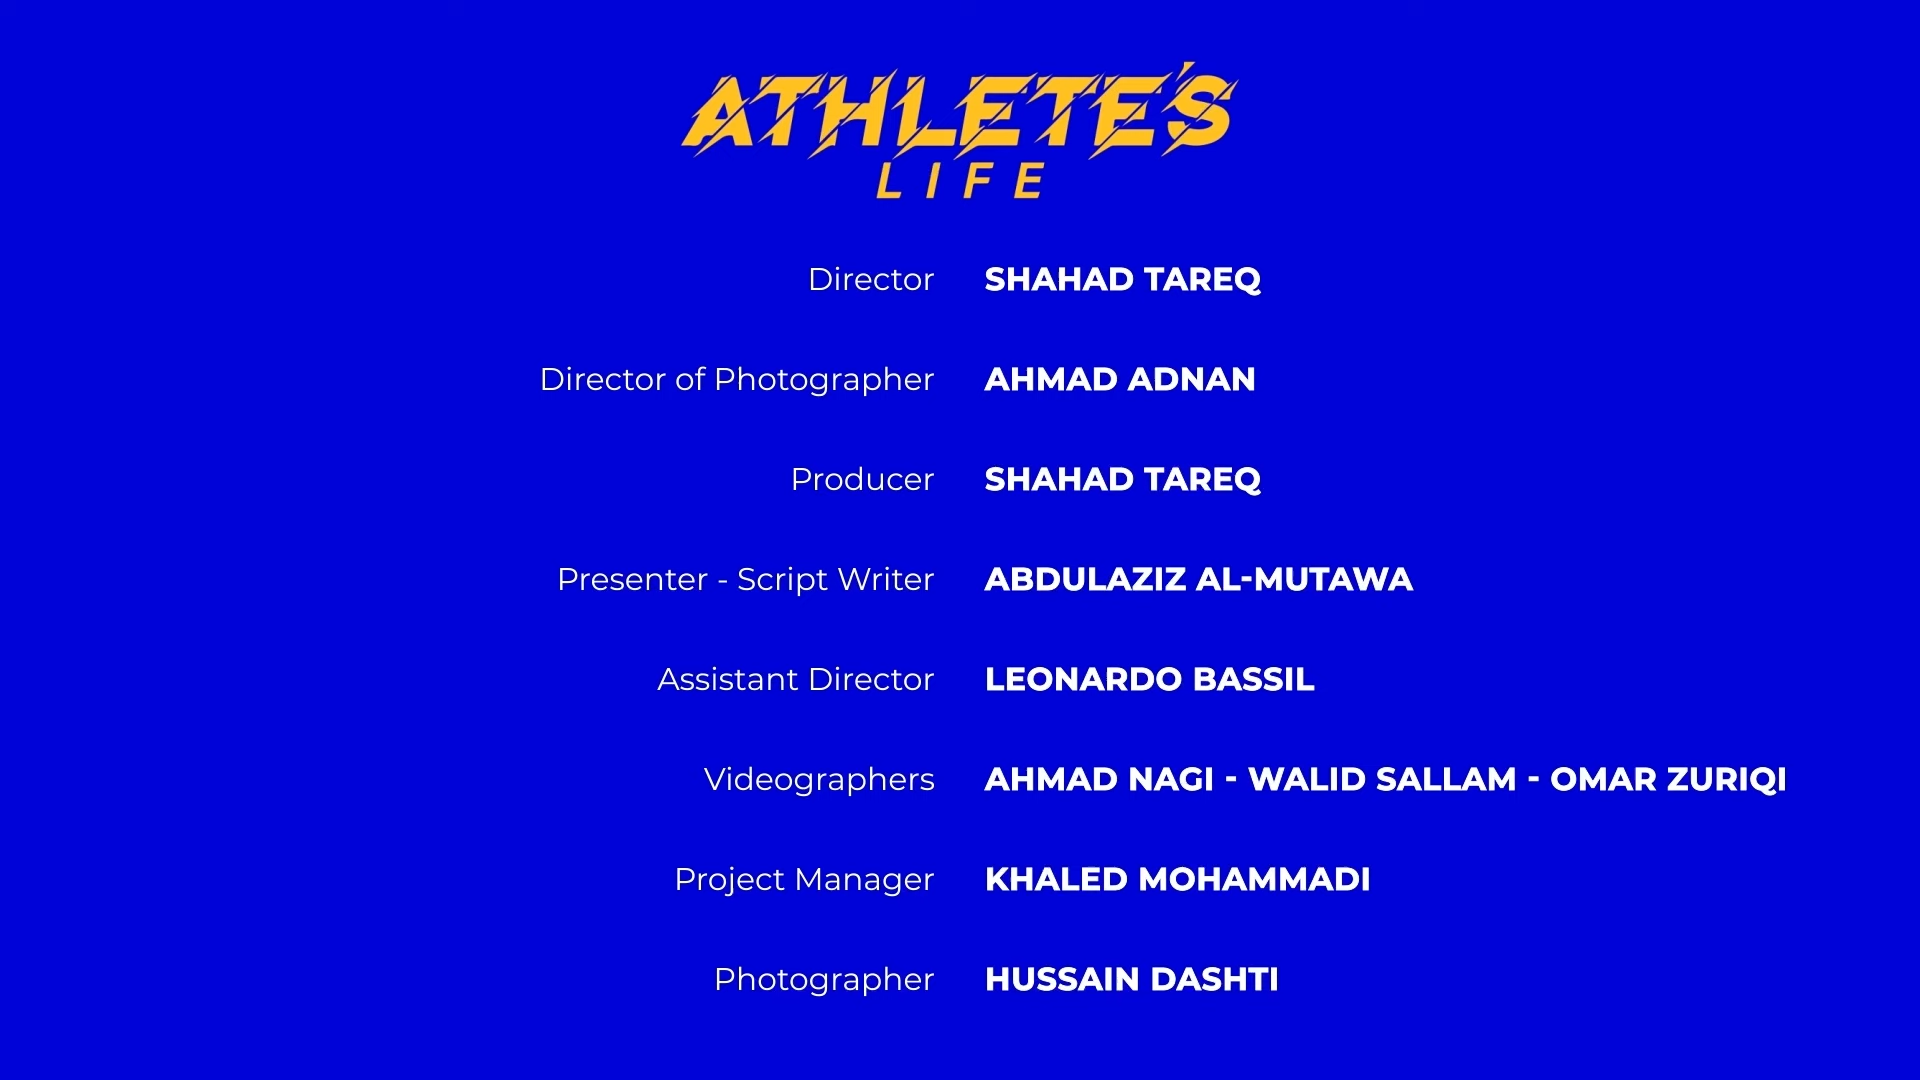 ATHLETE'S
LIFE
Director SHAHAD TAREQ
Director of Photographer AHMAD ADNAN
Producer SHAHAD TAREQ
Presenter - Script Writer ABDULAZIZ AL-MUTAWA
Assistant Director LEONARDO BASSIL
Videographers AHMAD NAGI - WALID SALLAM - OMAR ZURIQI
Project Manager KHALED MOHAMMADI
Photographer HUSSAIN DASHTI